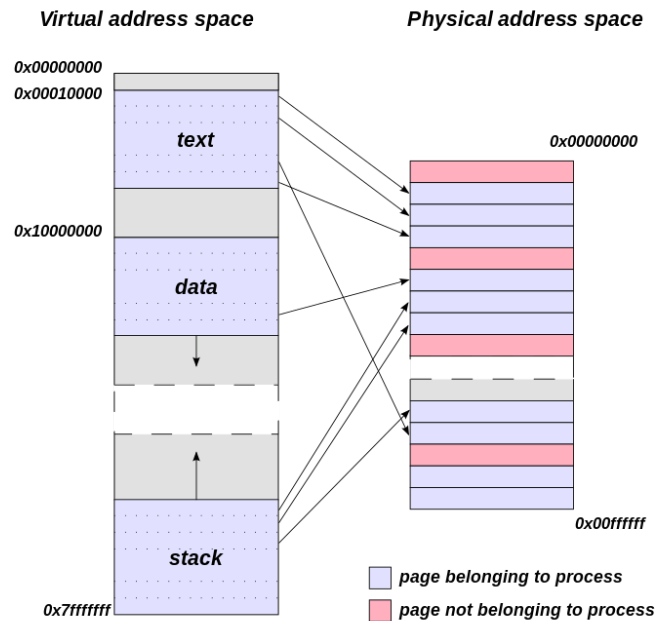 Virtual address space
Physical address space
0x00000000
0x00010000
text
0x10000000
data
stack
0x7fffffff
0x00000000
0x00ffffff
page belonging to process
page not belonging to process